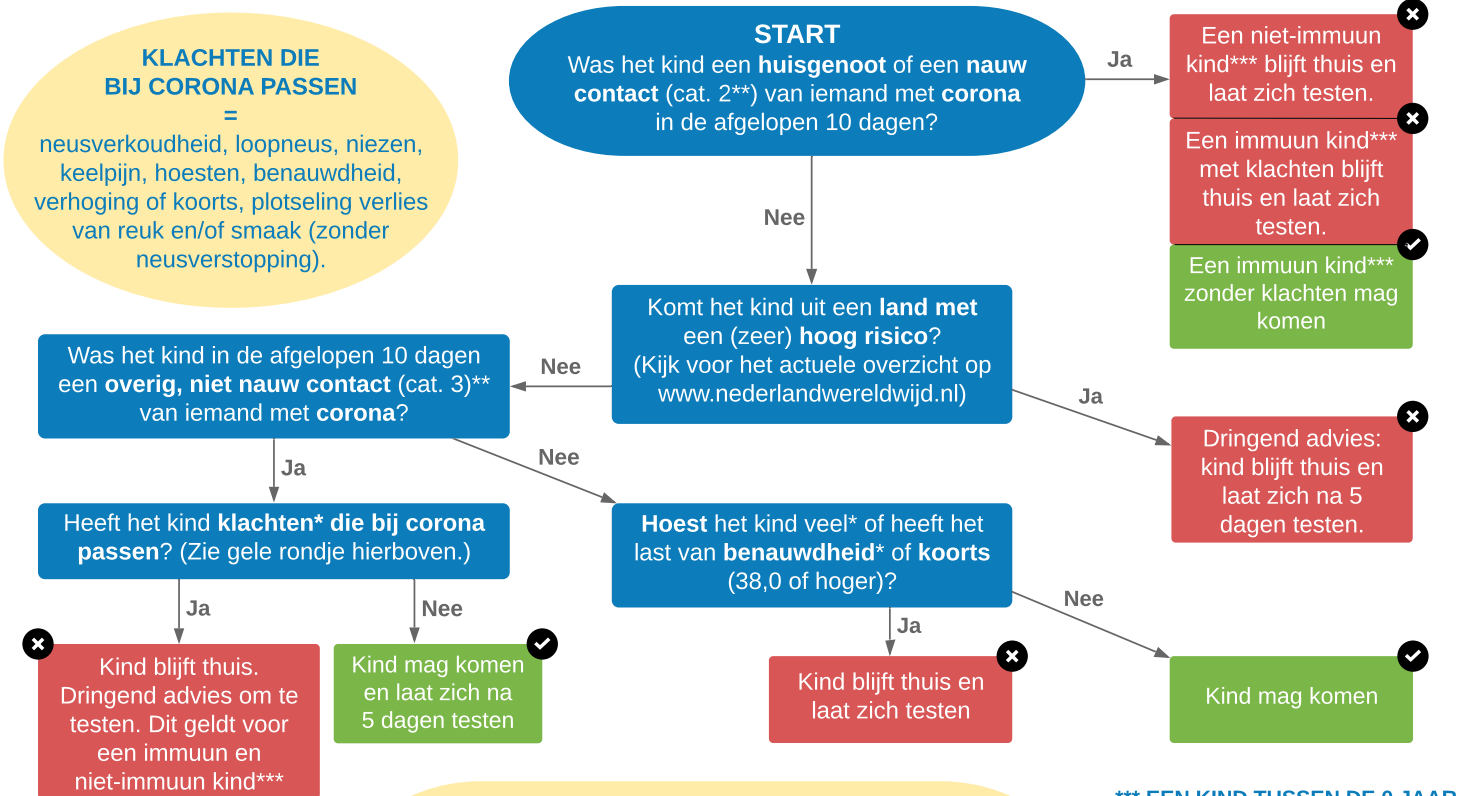 KLACHTEN DIE
BIJ CORONA PASSEN
=
neusverkoudheid, loopneus, niezen,
keelpijn, hoesten, benauwdheid,
verhoging of koorts, plotseling verlies
van reuk en/of smaak (zonder
neusverstopping).
START
Was het kind een huisgenoot of een nauw
contact (cat. 2**) van iemand met corona
in de afgelopen 10 dagen?
Ja
Een niet-immuun
kind*** blijft thuis en
laat zich testen.
Een immuun kind***
met klachten blijft
thuis en laat zich
testen.
Een immuun kind***
zonder klachten mag
komen
Nee
Komt het kind uit een land met
een (zeer) hoog risico?
(Kijk voor het actuele overzicht op
www.nederlandwereldwijd.nl)
Ja
Dringend advies:
kind blijft thuis en
laat zich na 5
dagen testen.
Nee
Was het kind in de afgelopen 10 dagen
een overig, niet nauw contact (cat. 3)**
van iemand met corona?
Ja
Nee
Heeft het kind klachten* die bij corona
passen? (Zie gele rondje hierboven.)
Hoest het kind veel* of heeft het
last van benauwdheid* of koorts
(38,0 of hoger)?
Ja
Nee
Ja
Nee
Kind blijft thuis.
Dringend advies om te
testen. Dit geldt voor
een immuun en
niet-immuun kind***
Kind mag komen
en laat zich na
5 dagen testen
Kind blijft thuis en
laat zich testen
Kind mag komen
*** EEN KIND TUSSEN DE 0 JAAR